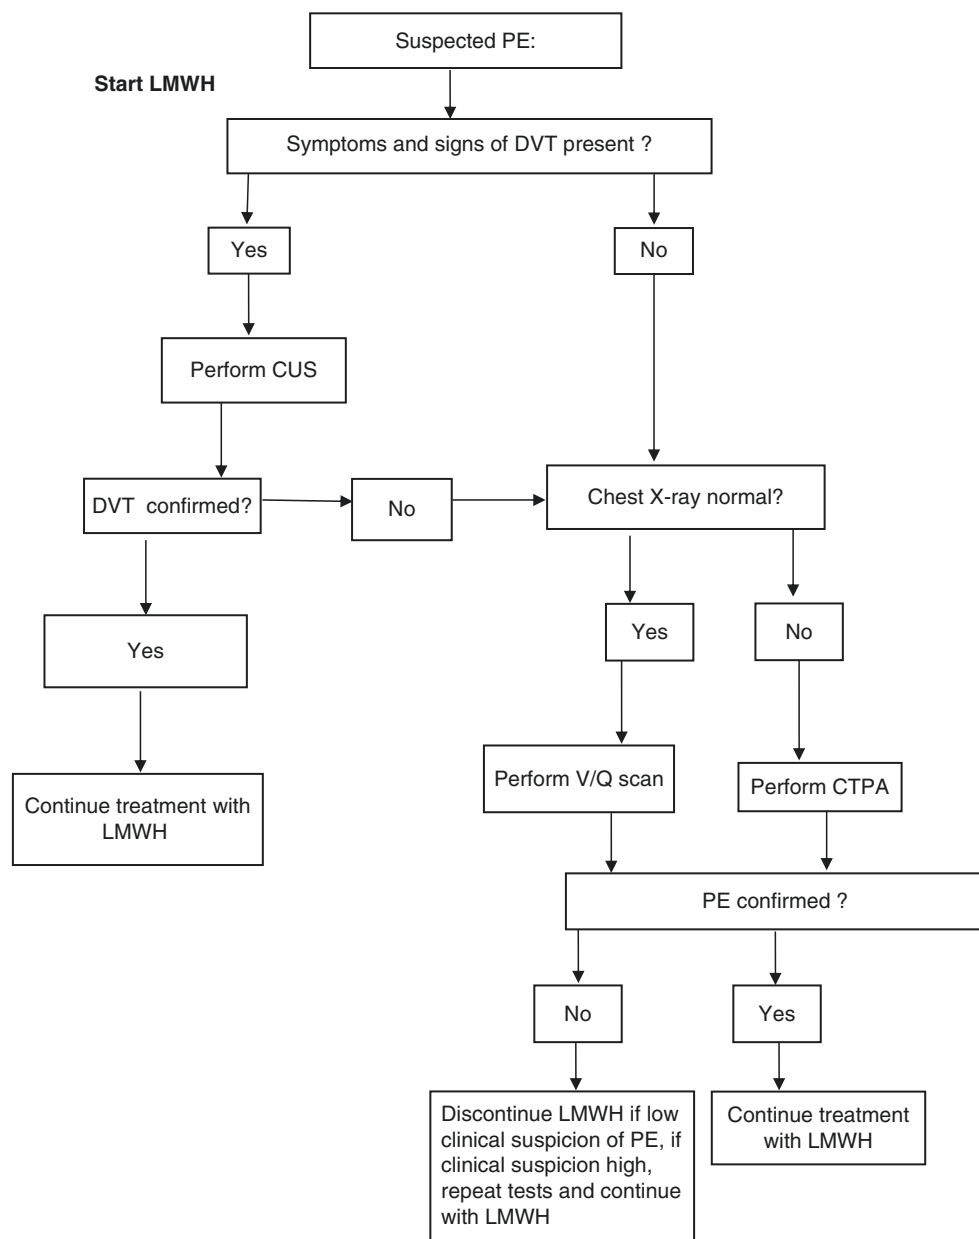 Suspected PE:
Start LMWH
Symptoms and signs of DVT present ?
Yes
No
Perform CUS
DVT  confirmed?
No
Chest X-ray normal?
Yes
Yes
No
Perform V/Q scan
Perform CTPA
Continue treatment with
LMWH
PE confirmed ?
No
Yes
Discontinue LMWH if low
clinical suspicion of PE, if
clinical suspicion high,
repeat tests and continue
with LMWH
Continue treatment
with LMWH